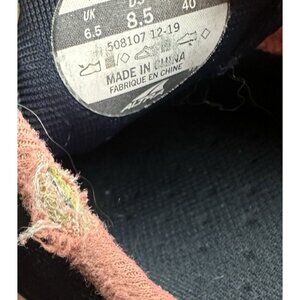 UK
6.5 8.5 40
508107 12-19
MADE IN CHINA
FABRIQUE EN CHINE